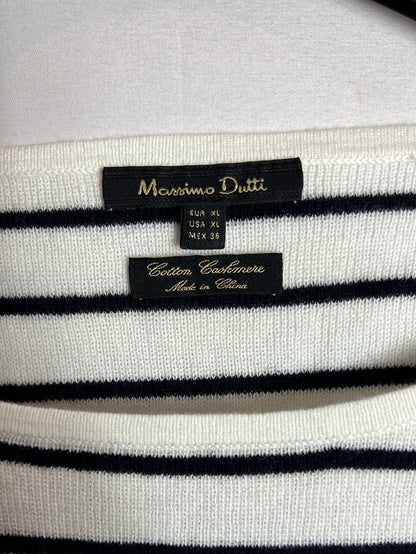 Massimo Dutti
EUR XL
USA XL
MEX 36
Cotton Cashmere
Made in China